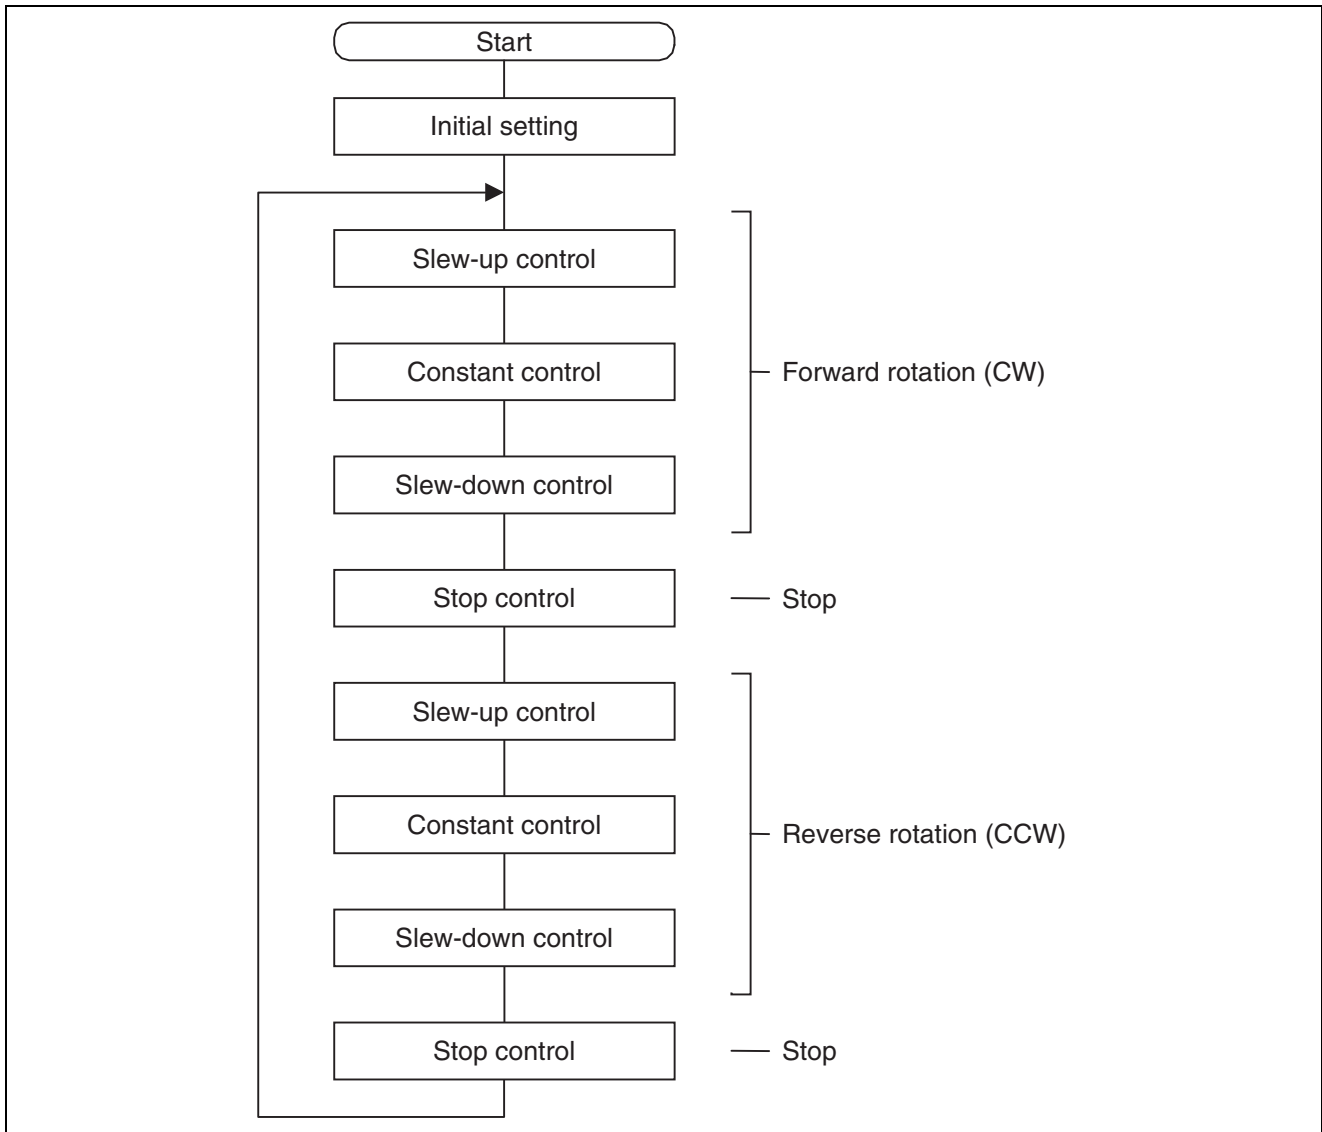 Start
Initial setting
Slew-up control
Constant control
Forward rotation (CW)
Slew-down control
Stop control
Stop
Slew-up control
Constant control
Reverse rotation (CCW)
Slew-down control
Stop control
Stop